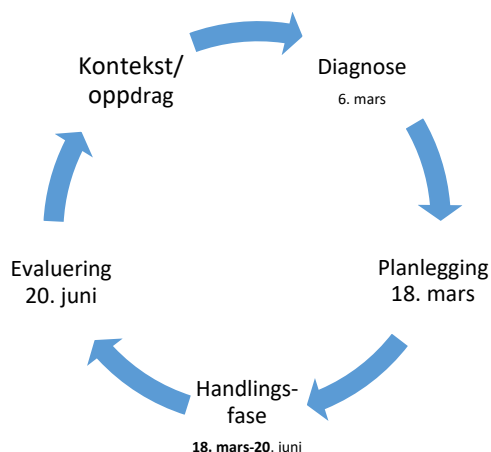 Kontekst/
oppdrag
Diagnose
6. mars
Planlegging
18. mars
Handlings-
fase
18. mars-20. juni
Evaluering
20. juni